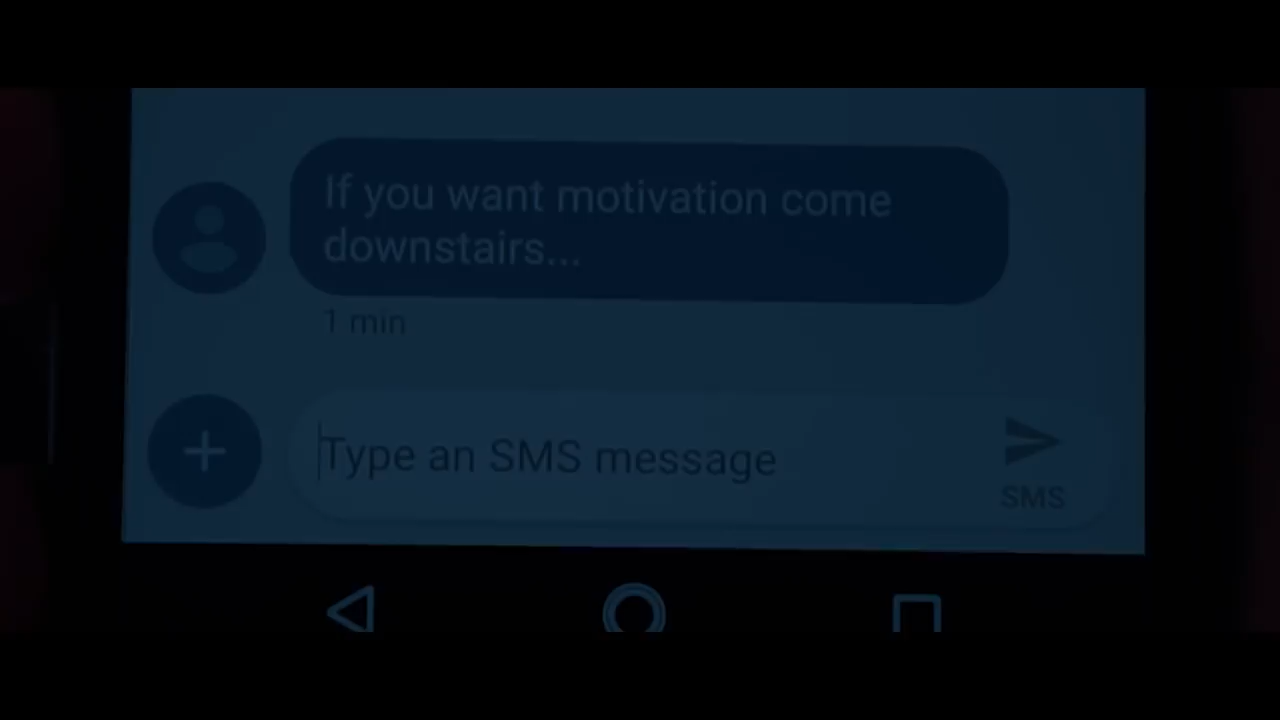 If you want motivation come
downstairs...
1 min
Type an SMS message
SMS